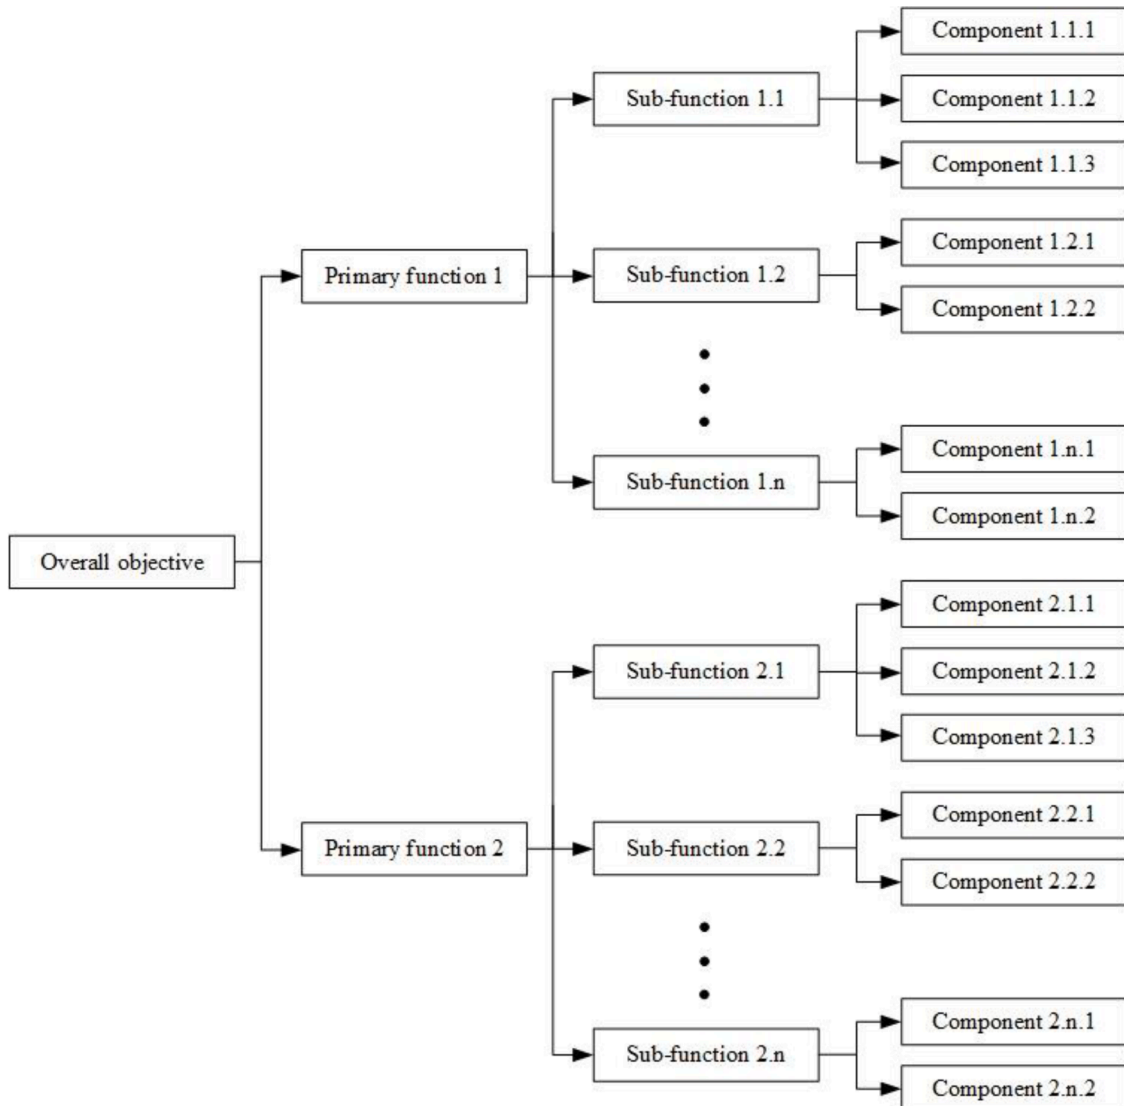 Component 1.1.1
Sub-function 1.1
Component 1.1.2
Component 1.1.3
Component 1.2.1
Primary function 1
Sub-function 1.2
Component 1.2.2
Component 1.n.1
Sub-function 1.n
Component 1.n.2
Overall objective
Component 2.1.1
Sub-function 2.1
Component 2.1.2
Component 2.1.3
Component 2.2.1
Primary function 2
Sub-function 2.2
Component 2.2.2
Component 2.n.1
Sub-function 2.n
Component 2.n.2